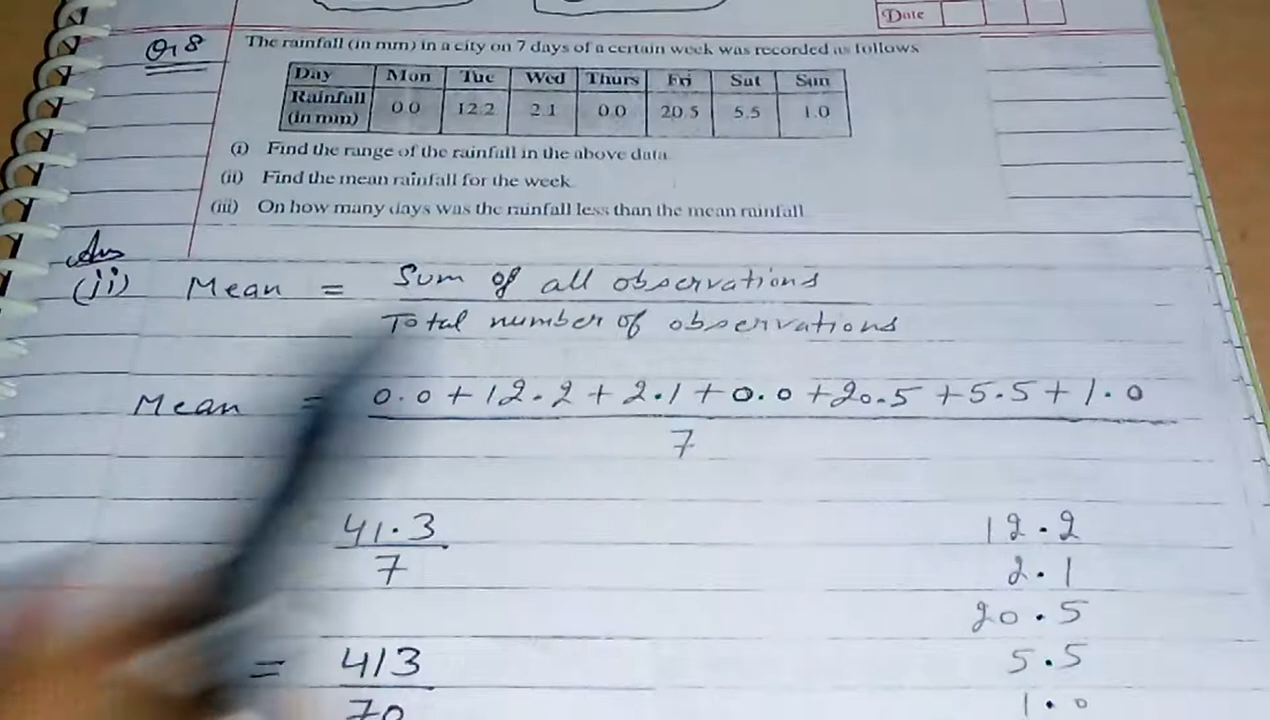 Date
Q.8 The rainfall (in mm) in a city on 7 days of a certain week was recorded as follows
Day Mon Tue Wed Thurs Fri Sat Sun
Rainfall (in mm) 0.0 12.2 2.1 0.0 20.5 5.5 1.0
(i) Find the range of the rainfall in the above data
(ii) Find the mean rainfall for the week
(iii) On how many days was the rainfall less than the mean rainfall
Ans
(ii) Mean = Sum of all observations
Total number of observations
Mean = 0.0 + 12.2 + 2.1 + 0.0 + 20.5 + 5.5 + 1.0
7
41.3
7
= 413
70
12.2
2.1
20.5
5.5
1.0